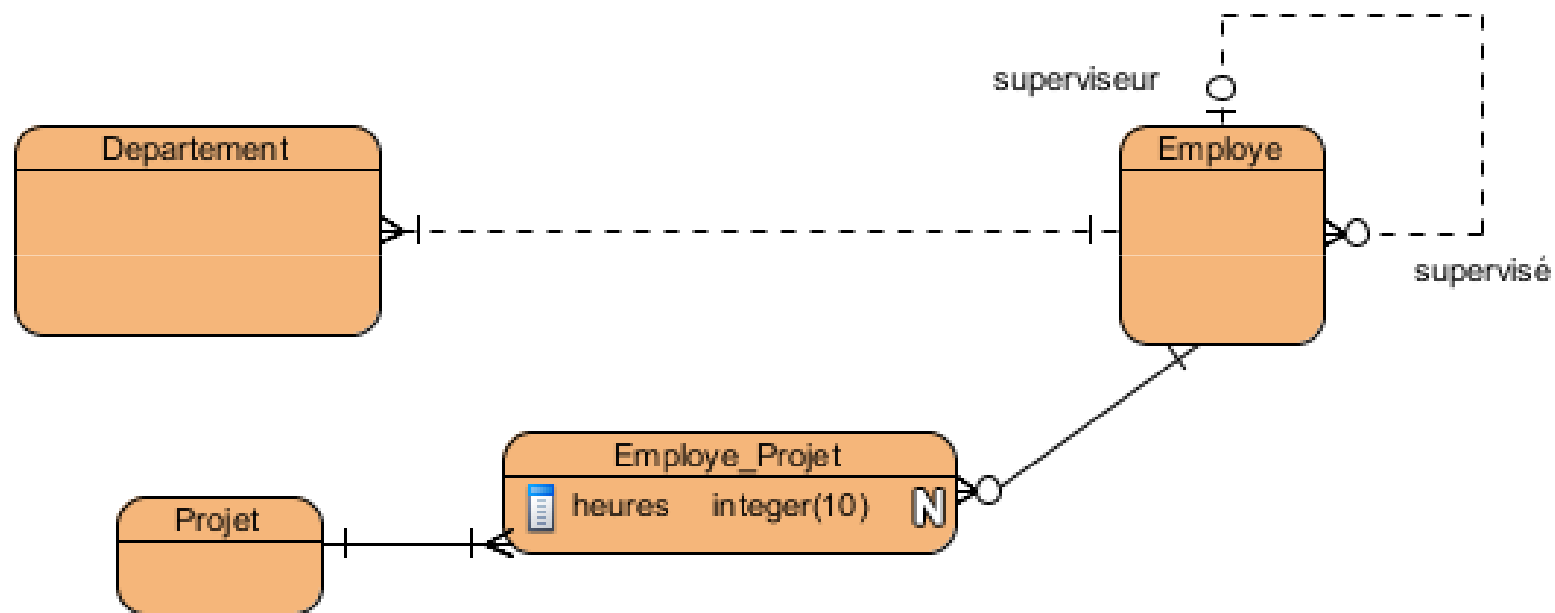 superviseur
Departement
Employe
supervisé
Employe_Projet
heures integer(10) N
Projet